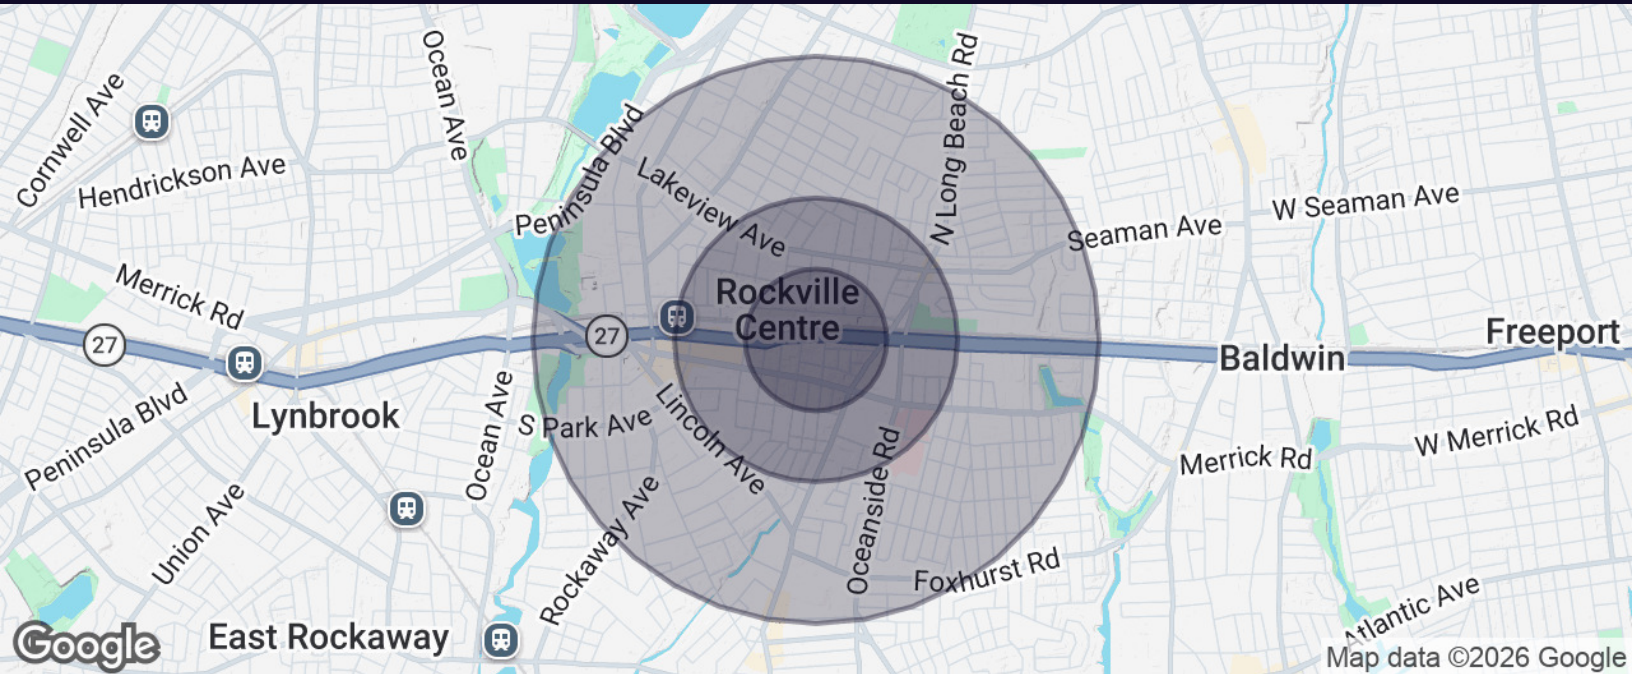 Ocean Ave
N Long Beach Rd
Cornwell Ave
Peninsula Blvd
Hendrickson Ave
Lakeview Ave
W Seaman Ave
Seaman Ave
Merrick Rd
Rockville
Centre
27
27
Freeport
Baldwin
Lynbrook
Peninsula Blvd
Ocean Ave
S Park Ave
Lincoln Ave
Oceanside Rd
W Merrick Rd
Merrick Rd
Union Ave
Rockaway Ave
Foxhurst Rd
Atlantic Ave
East Rockaway
Google
Map data ©2026 Google